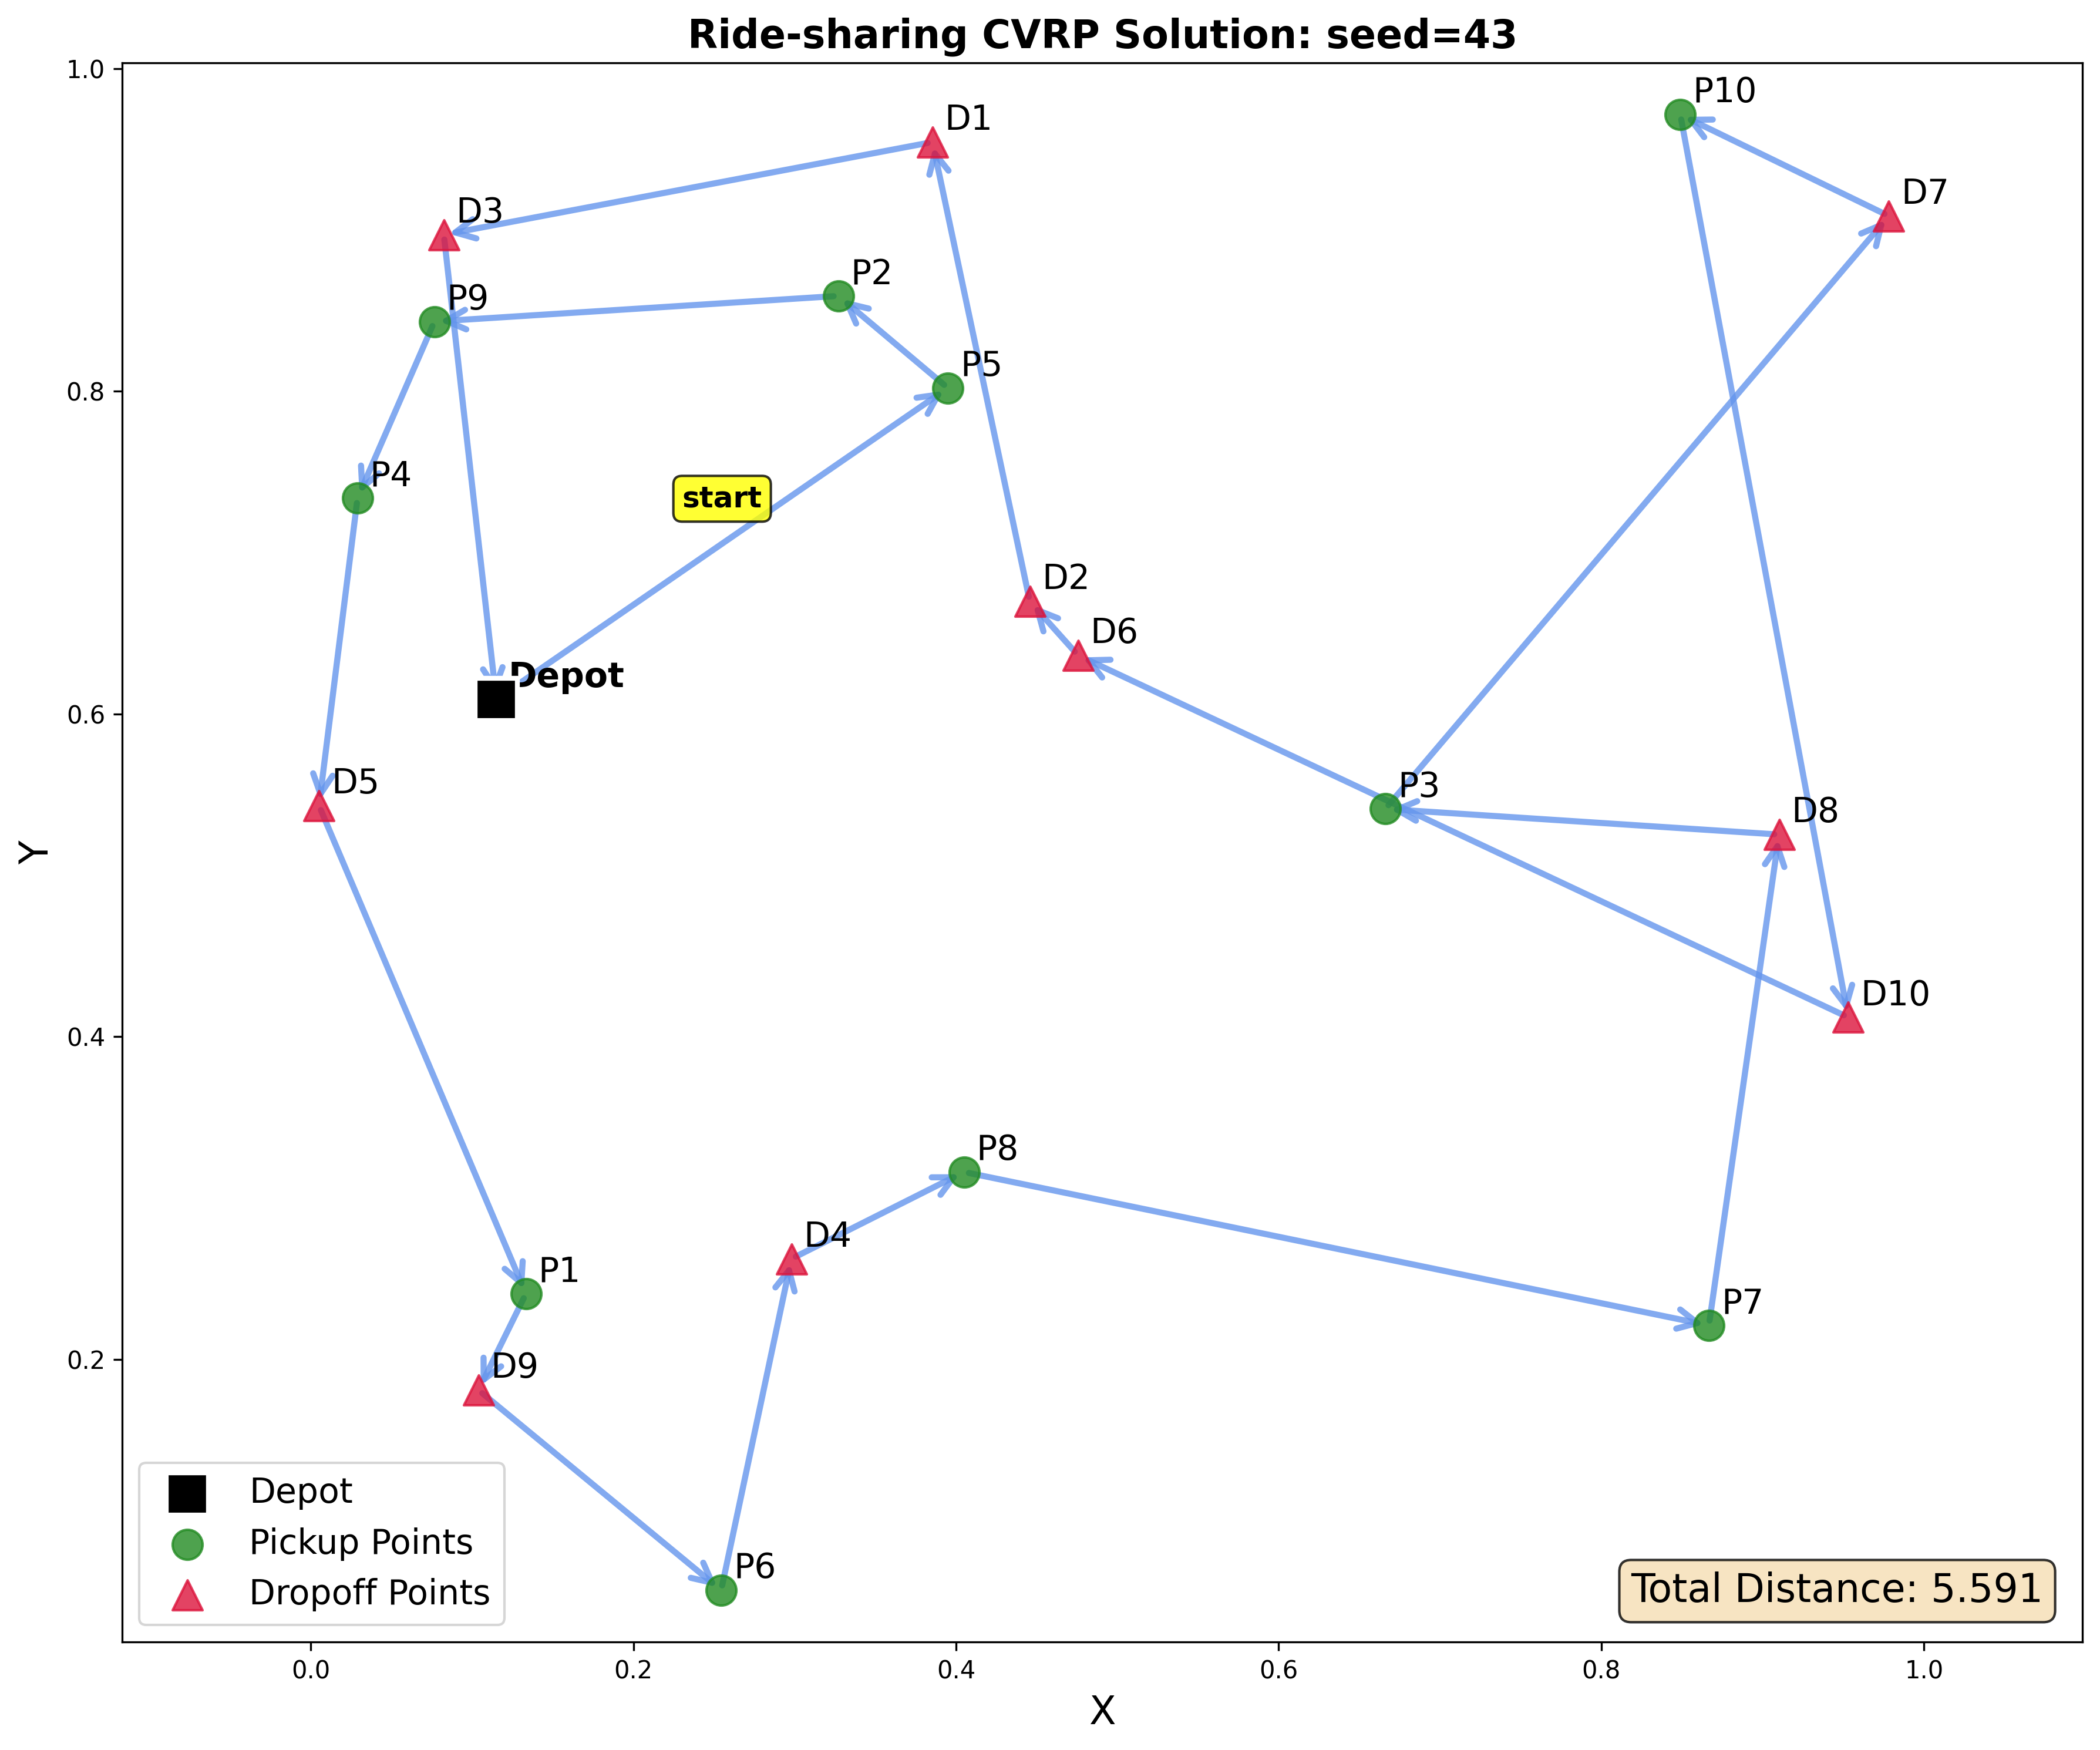 Ride-sharing CVRP Solution: seed=43
1.0
0.8
0.6
0.4
0.2
Y
P10
D1
D7
D3
P2
P9
P5
P4
start
D2
D6
Depot
D5
P3
D8
D10
P8
D4
P1
P7
D9
P6
Depot
Pickup Points
Dropoff Points
Total Distance: 5.591
0.0
0.2
0.4
0.6
0.8
1.0
X